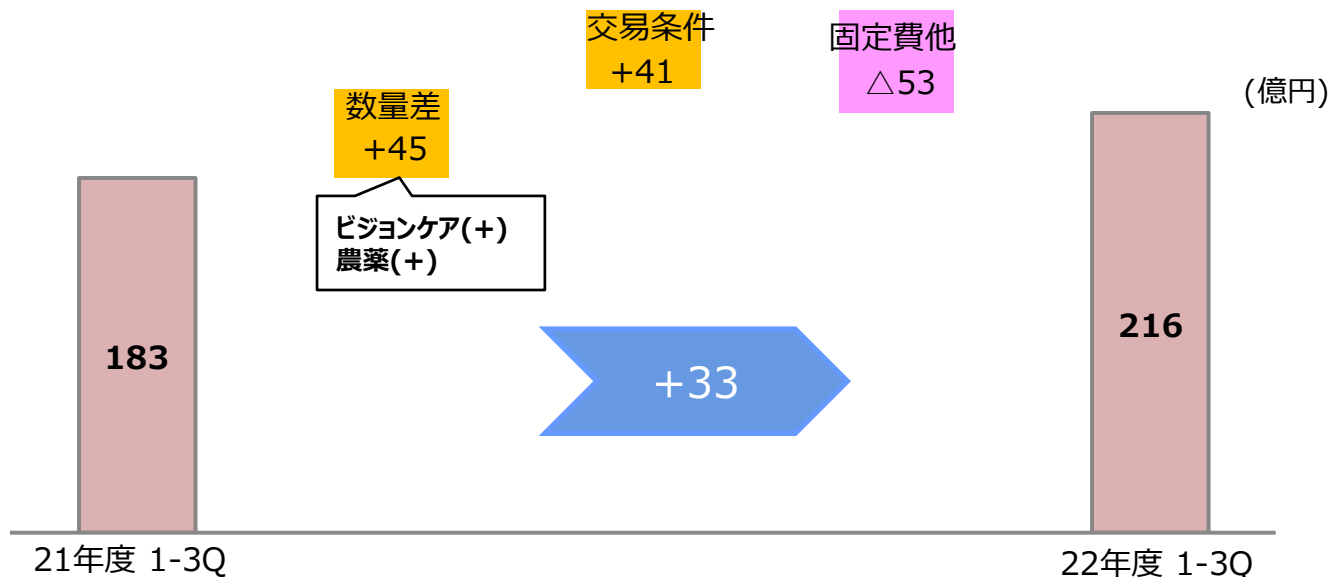 交易条件
+41
固定費他
△53
(億円)
数量差
+45
ビジョンケア(+)
農薬(+)
183
+33
216
21年度 1-3Q
22年度 1-3Q